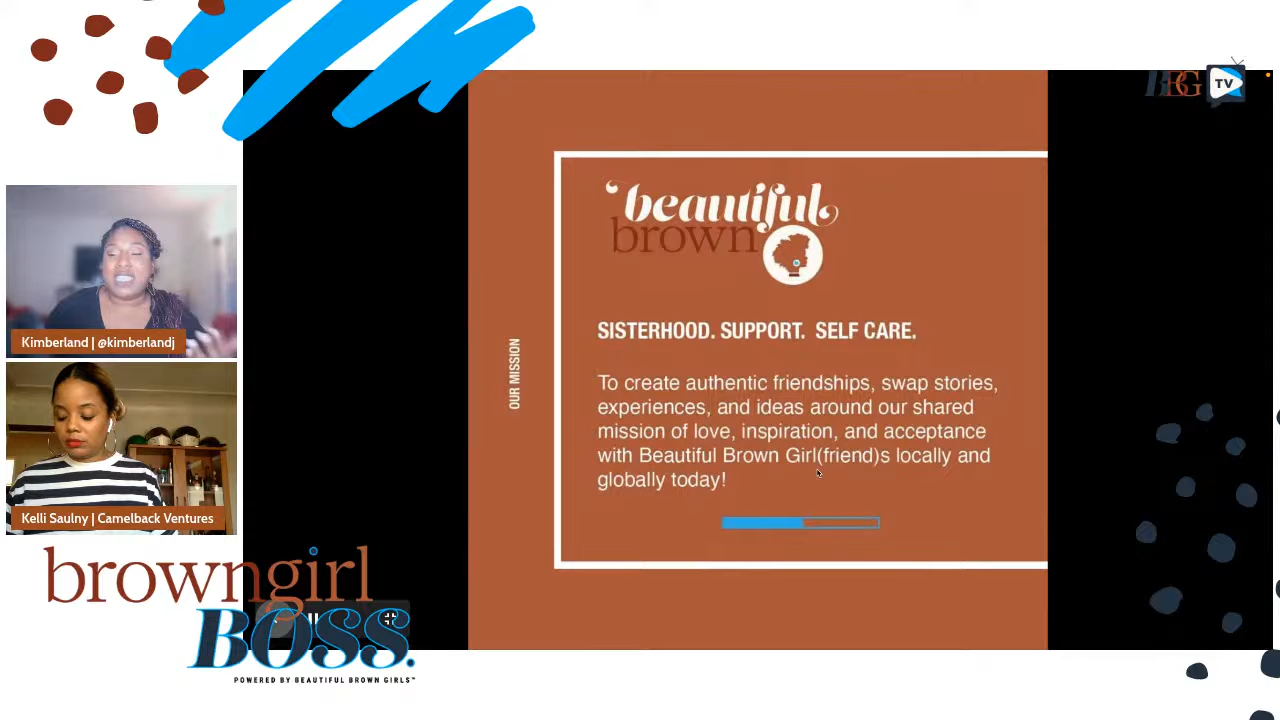 BBG
TV
beautiful
brown
SISTERHOOD. SUPPORT. SELF CARE.
OUR MISSION
To create authentic friendships, swap stories,
experiences, and ideas around our shared
mission of love, inspiration, and acceptance
with Beautiful Brown Girl(friend)s locally and
globally today!
Kimberland | @kimberlandj
Kelli Saulny | Camelback Ventures
browngirl
BOSS.
POWERED BY BEAUTIFUL BROWN GIRLS™